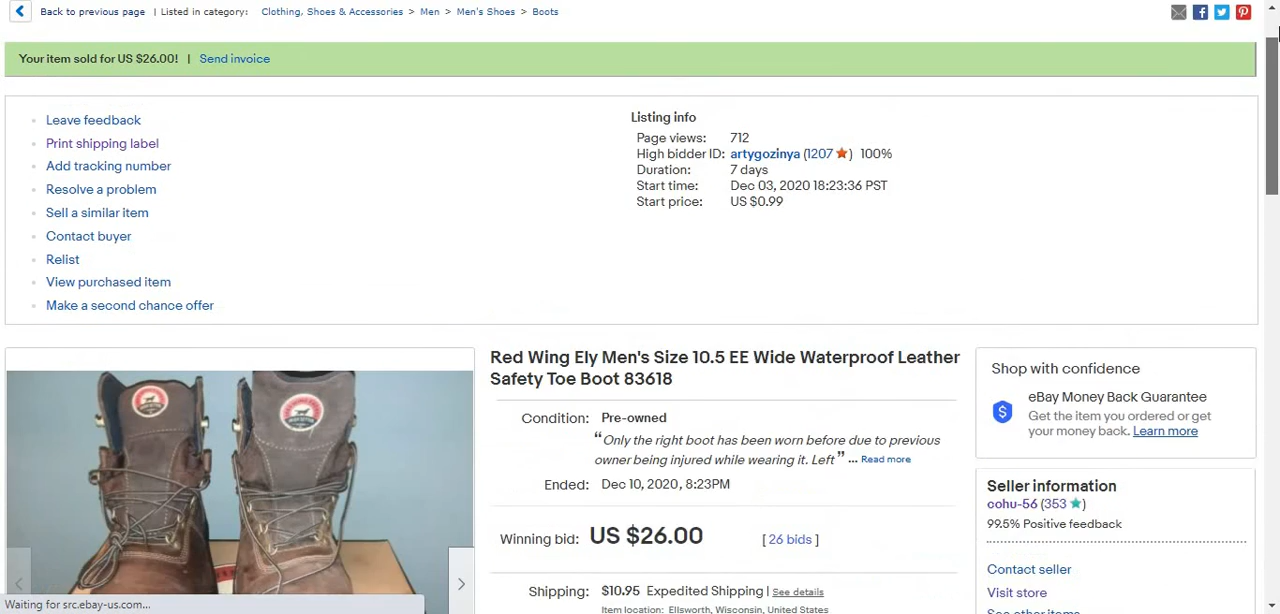 Back to previous page | Listed in category: Clothing, Shoes & Accessories > Men > Men's Shoes > Boots
Your item sold for US $26.00! | Send invoice
Leave feedback
Print shipping label
Add tracking number
Resolve a problem
Sell a similar item
Contact buyer
Relist
View purchased item
Make a second chance offer
Listing info
Page views: 712
High bidder ID: artygozinya (1207 ) 100%
Duration: 7 days
Start time: Dec 03, 2020 18:23:36 PST
Start price: US $0.99
Red Wing Ely Men's Size 10.5 EE Wide Waterproof Leather
Safety Toe Boot 83618
Condition: Pre-owned
“Only the right boot has been worn before due to previous
owner being injured while wearing it. Left” ... Read more
Ended: Dec 10, 2020, 8:23PM
Winning bid: US $26.00 [ 26 bids ]
Shipping: $10.95 Expedited Shipping | See details
Item location: Ellsworth, Wisconsin, United States
Shop with confidence
eBay Money Back Guarantee
Get the item you ordered or get
your money back. Learn more
Seller information
cohu-56 (353 )
99.5% Positive feedback
Contact seller
Visit store
See other items
Waiting for src.ebay-us.com...